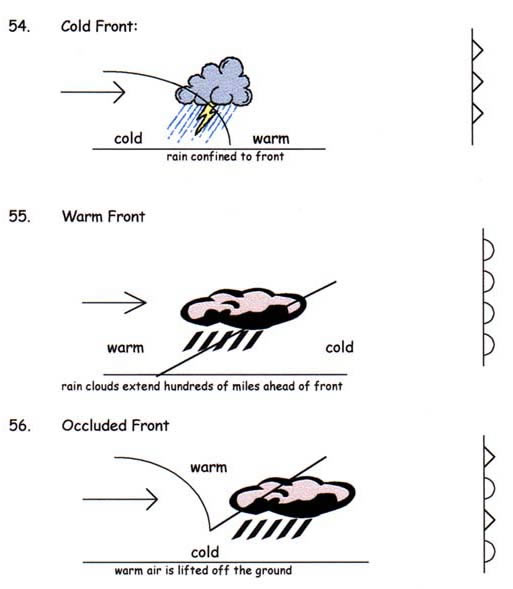 54. Cold Front:
cold warm
rain confined to front
55. Warm Front
warm cold
rain clouds extend hundreds of miles ahead of front
56. Occluded Front
warm
cold
warm air is lifted off the ground